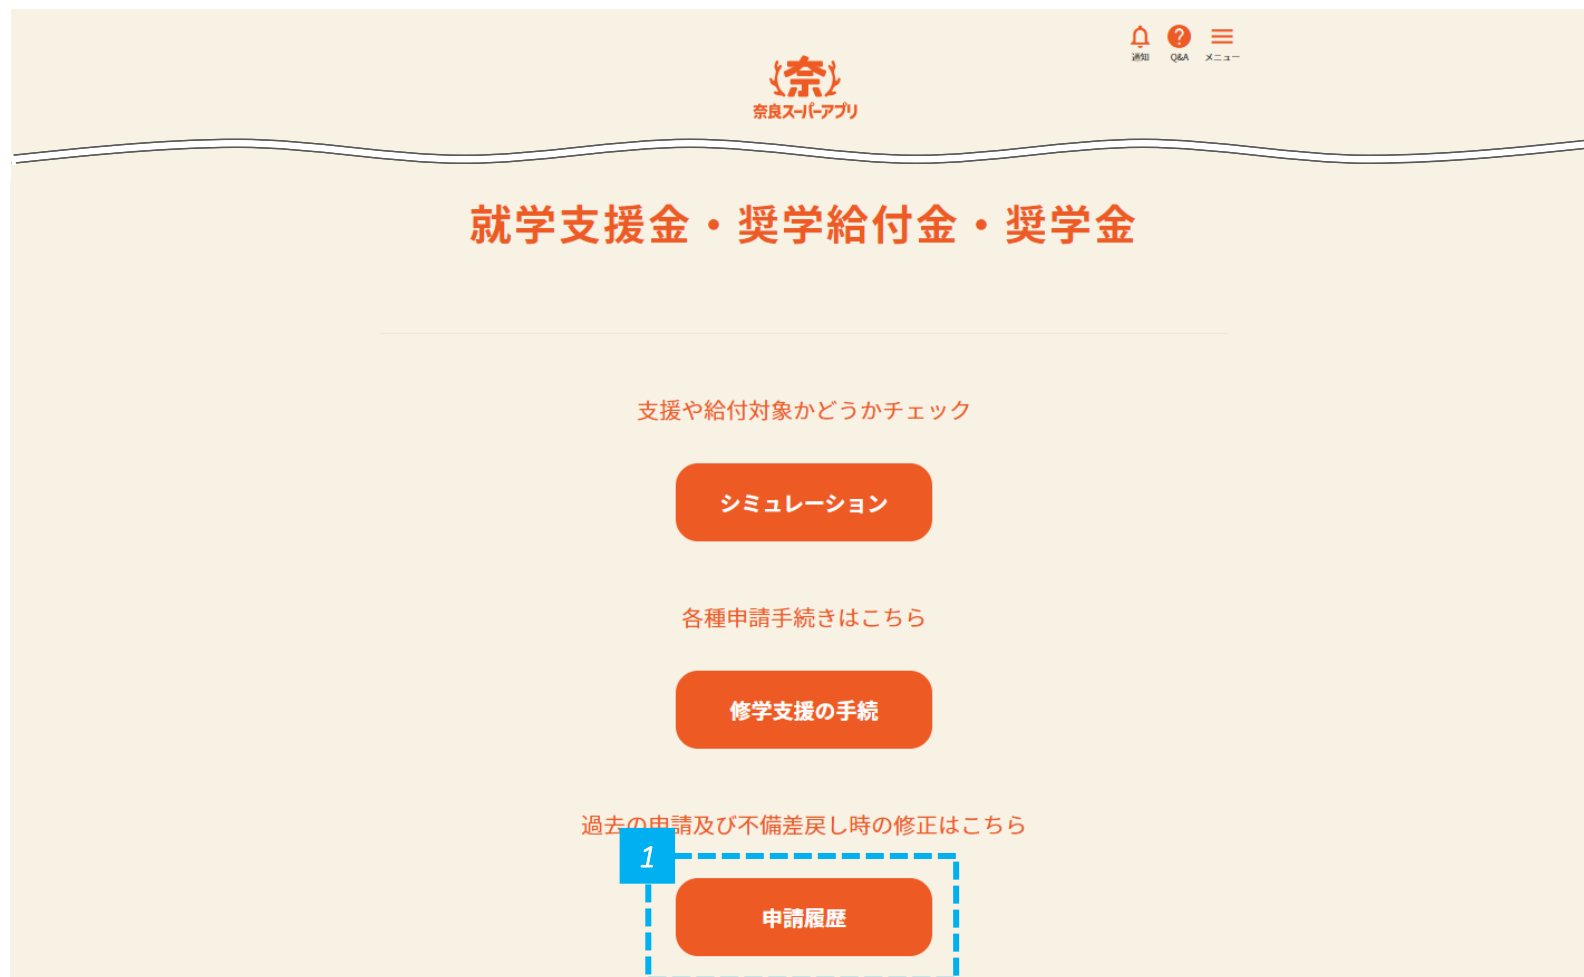 通知 Q&A メニュー
奈
奈良スーパーアプリ
就学支援金・奨学給付金・奨学金
支援や給付対象かどうかチェック
シミュレーション
各種申請手続きはこちら
修学支援の手続
過去の申請及び不備差戻し時の修正はこちら
1
申請履歴